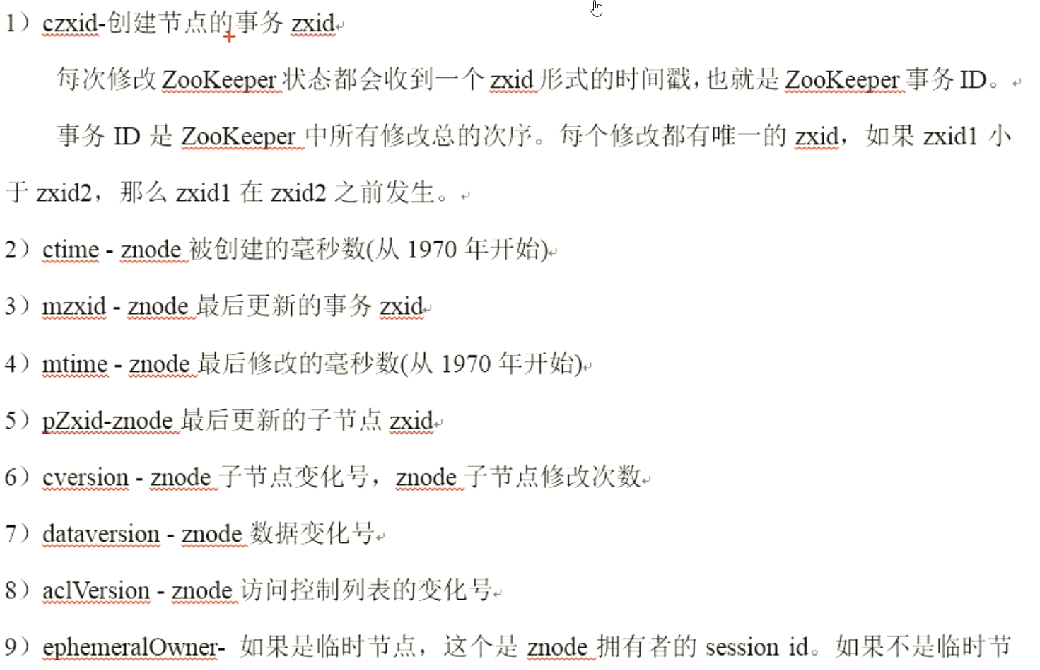 1）czxid-创建节点的事务 zxid
每次修改 ZooKeeper 状态都会收到一个 zxid 形式的时间戳，也就是 ZooKeeper 事务 ID。
事务 ID 是 ZooKeeper 中所有修改总的次序。每个修改都有唯一的 zxid，如果 zxid1 小
于 zxid2，那么 zxid1 在 zxid2 之前发生。
2）ctime - znode 被创建的毫秒数(从 1970 年开始)
3）mzxid - znode 最后更新的事务 zxid
4）mtime - znode 最后修改的毫秒数(从 1970 年开始)
5）pZxid-znode 最后更新的子节点 zxid
6）cversion - znode 子节点变化号，znode 子节点修改次数
7）dataversion - znode 数据变化号
8）aclVersion - znode 访问控制列表的变化号
9）ephemeralOwner- 如果是临时节点，这个是 znode 拥有者的 session id。如果不是临时节